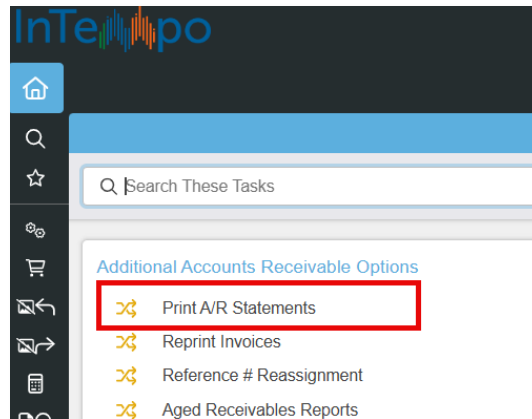 InTempo
Search These Tasks
Additional Accounts Receivable Options
Print A/R Statements
Reprint Invoices
Reference # Reassignment
Aged Receivables Reports